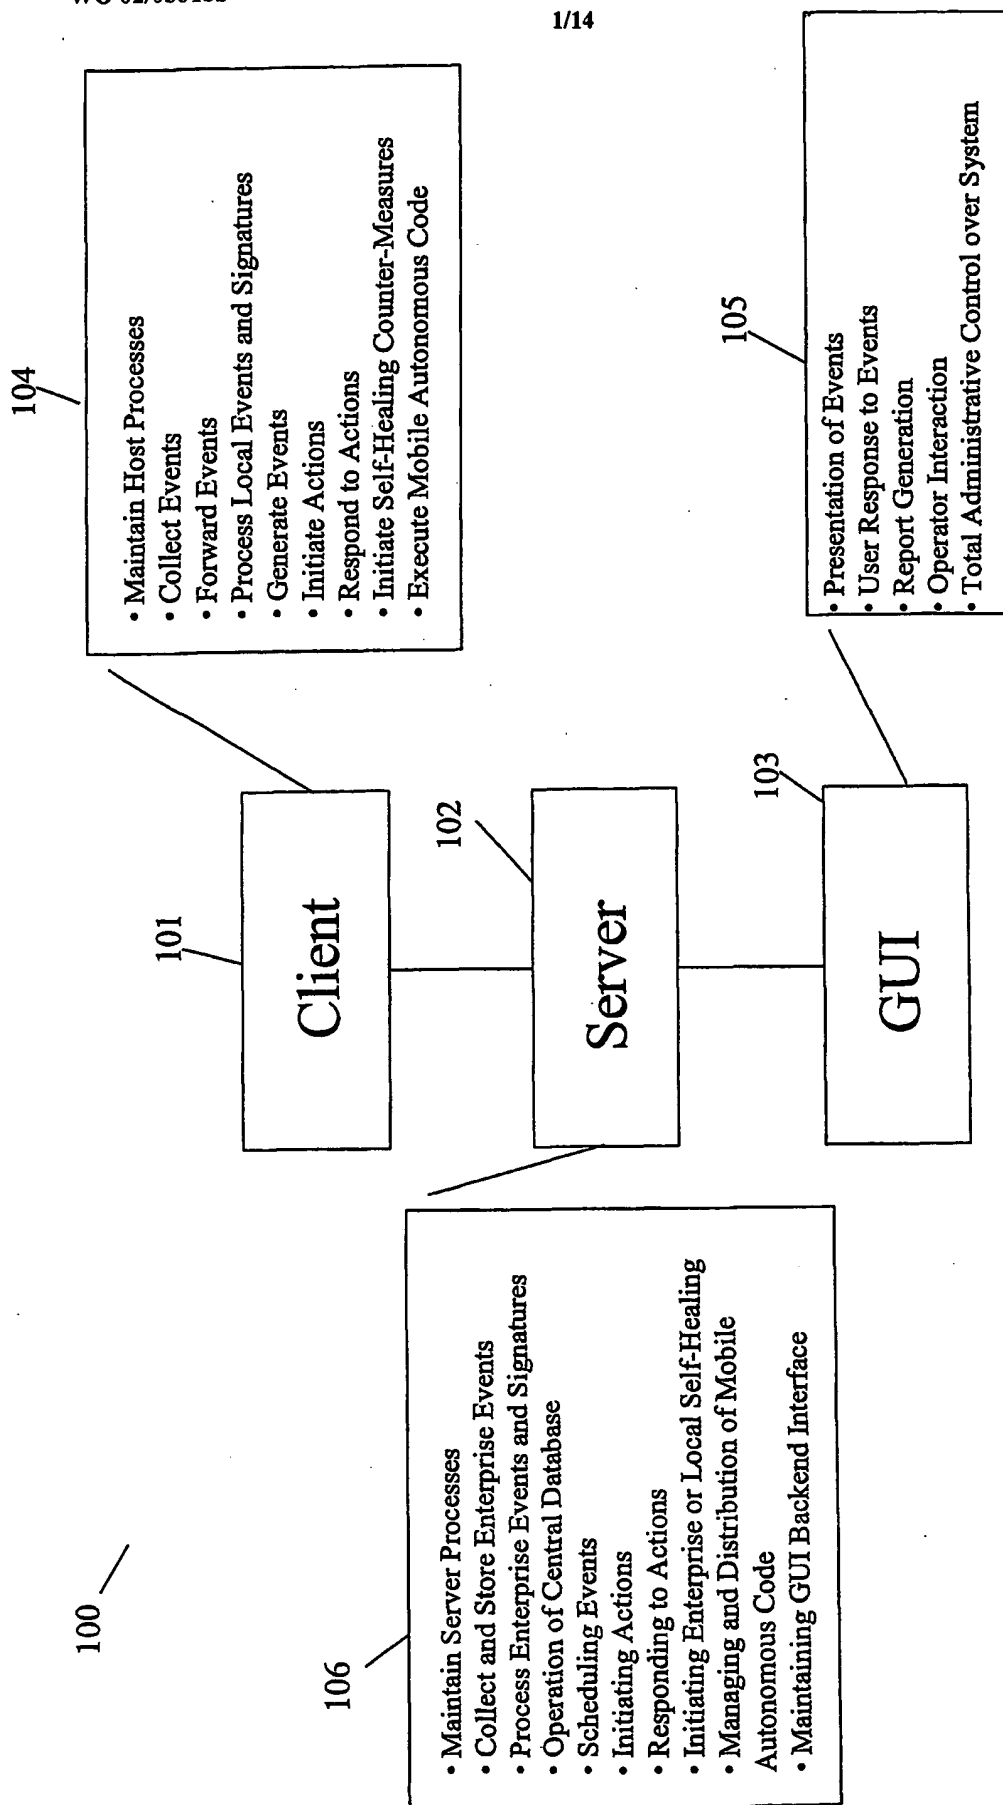 1/14
100
104
• Maintain Host Processes
• Collect Events
• Forward Events
• Process Local Events and Signatures
• Generate Events
• Initiate Actions
• Respond to Actions
• Initiate Self-Healing Counter-Measures
• Execute Mobile Autonomous Code
101
Client
102
Server
103
GUI
106
• Maintain Server Processes
• Collect and Store Enterprise Events
• Process Enterprise Events and Signatures
• Operation of Central Database
• Scheduling Events
• Initiating Actions
• Responding to Actions
• Initiating Enterprise or Local Self-Healing
• Managing and Distribution of Mobile
Autonomous Code
• Maintaining GUI Backend Interface
105
• Presentation of Events
• User Response to Events
• Report Generation
• Operator Interaction
• Total Administrative Control over System